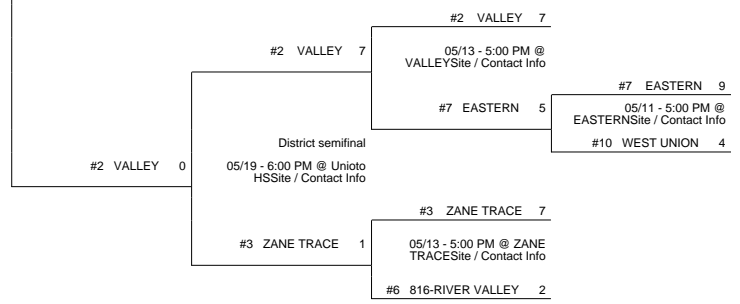 #2 VALLEY 7
#2 VALLEY 7
05/13 - 5:00 PM @
VALLEYSite / Contact Info
#7 EASTERN 9
#7 EASTERN 5
05/11 - 5:00 PM @
EASTERNSite / Contact Info
#10 WEST UNION 4
District semifinal
#2 VALLEY 0
05/19 - 6:00 PM @ Unioto
HSSite / Contact Info
#3 ZANE TRACE 7
#3 ZANE TRACE 1
05/13 - 5:00 PM @ ZANE
TRACESite / Contact Info
#6 816-RIVER VALLEY 2